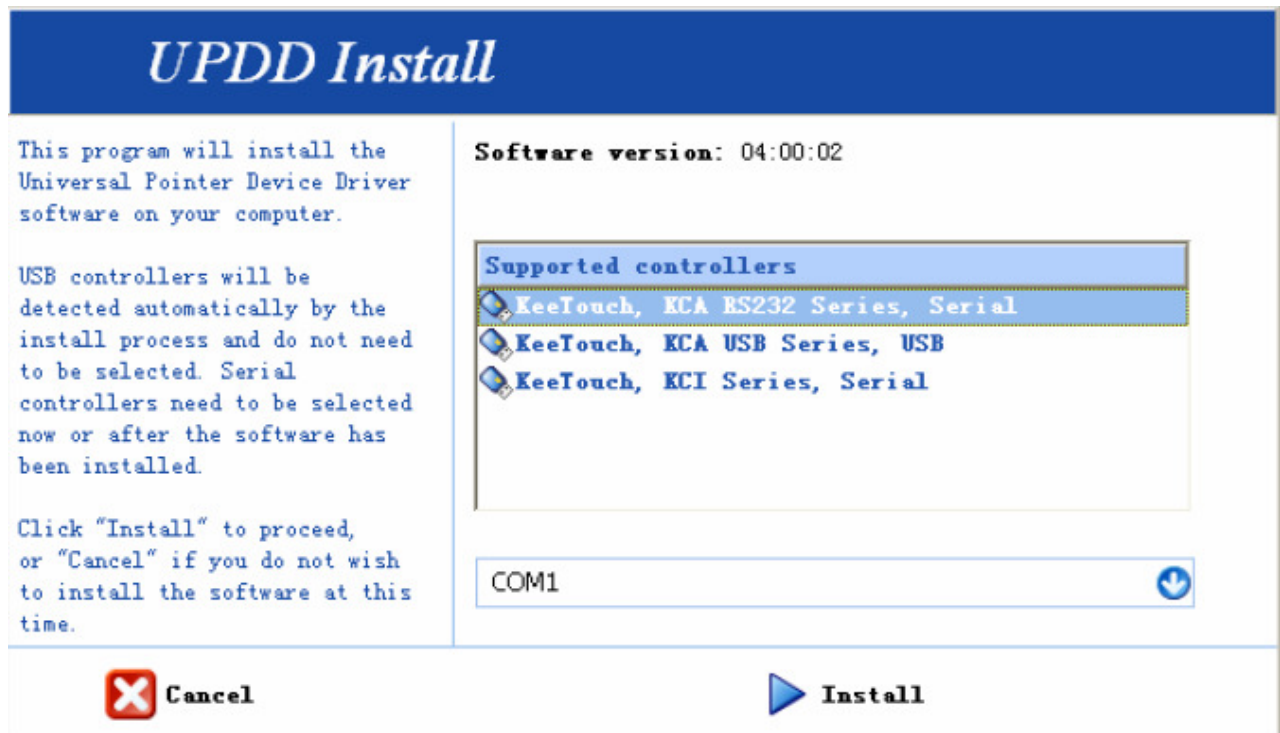 UPDD Install
This program will install the
Universal Pointer Device Driver
software on your computer.
USB controllers will be
detected automatically by the
install process and do not need
to be selected. Serial
controllers need to be selected
now or after the software has
been installed.
Click "Install" to proceed,
or "Cancel" if you do not wish
to install the software at this
time.
Software version: 04:00:02
Supported controllers
KeeTouch, KCA RS232 Series, Serial
KeeTouch, KCA USB Series, USB
KeeTouch, KCI Series, Serial
COM1
Cancel
Install